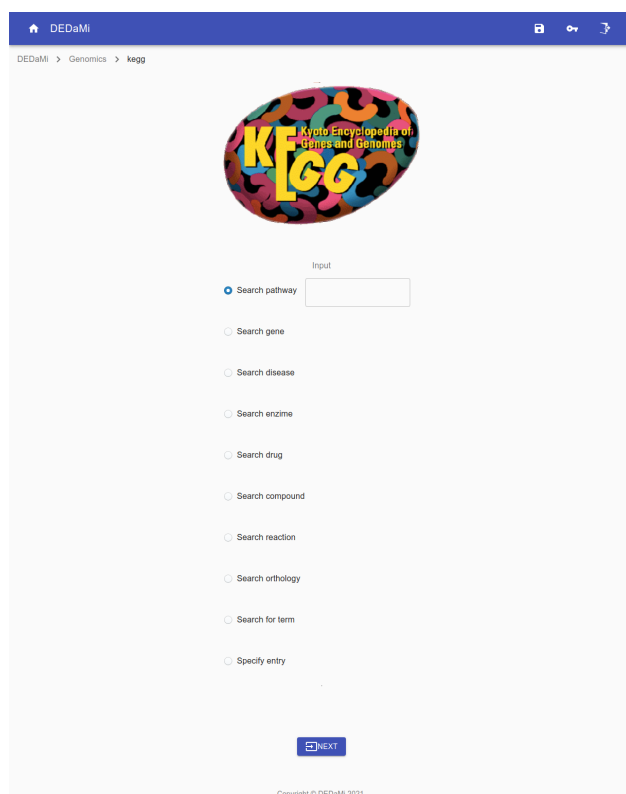 DEDaMi
DEDaMi > Genomics > kegg
KEGG
Kyoto Encyclopedia of
Genes and Genomes
Input
Search pathway
Search gene
Search disease
Search enzime
Search drug
Search compound
Search reaction
Search orthology
Search for term
Specify entry
NEXT
Copyright © DEDaMi 2021